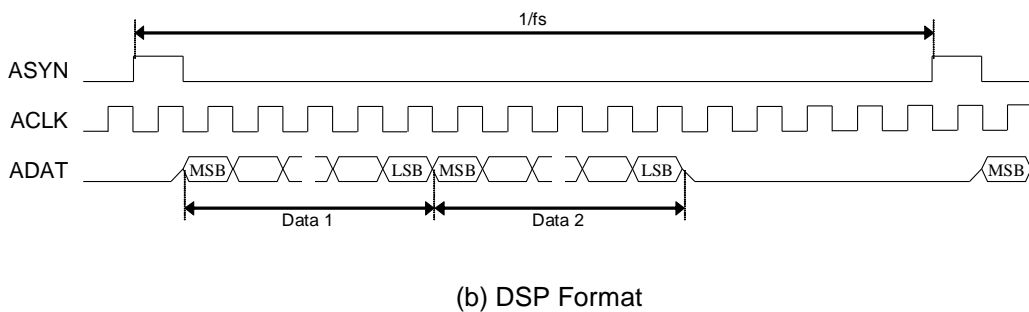 1/fs
ASYN
ACLK
ADAT MSB LSB MSB LSB MSB
Data 1 Data 2
(b) DSP Format